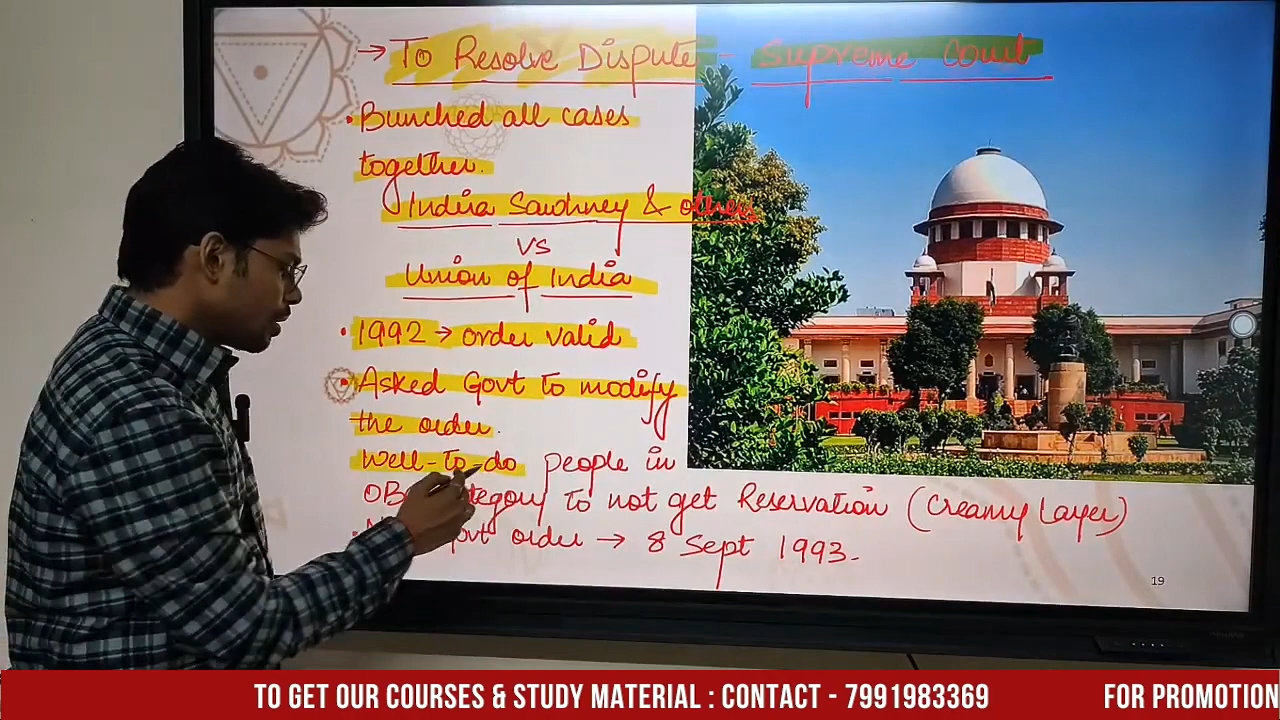 → To Resolve Dispute - Supreme Court
• Bunched all cases
together.
Indira Sawhney & others
VS
Union of India
• 1992 → order valid
• Asked Govt to modify
the order.
Well-to-do people in
OB to not get Reservation (Creamy Layer)
• order → 8 Sept 1993.
19
TO GET OUR COURSES & STUDY MATERIAL : CONTACT - 7991983369 FOR PROMOTION